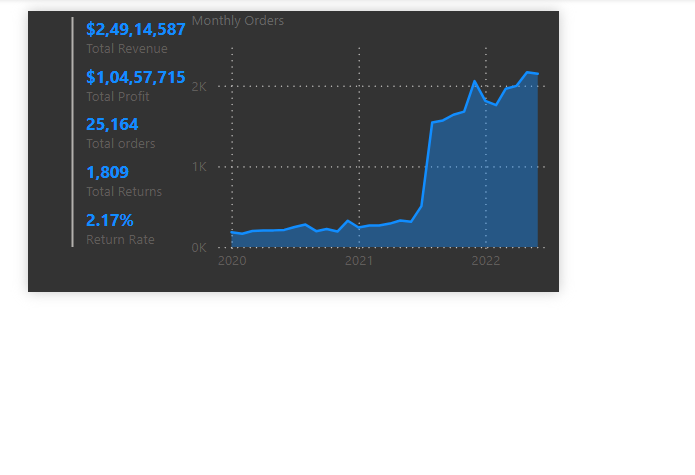 $2,49,14,587
Total Revenue
$1,04,57,715
Total Profit
25,164
Total orders
1,809
Total Returns
2.17%
Return Rate
Monthly Orders
2K
1K
0K
2020 2021 2022